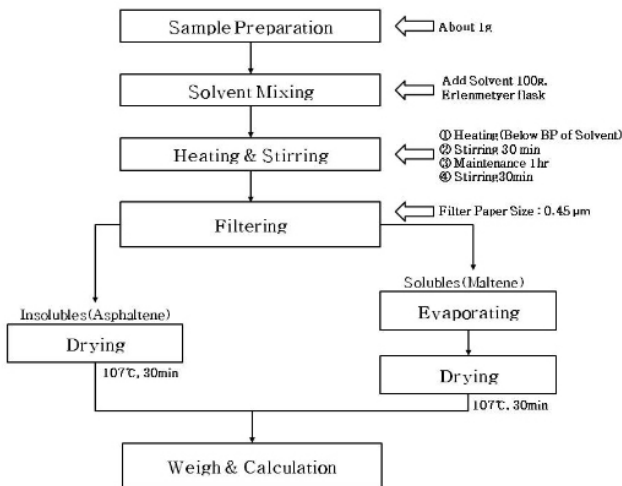 Sample Preparation
About 1g
Solvent Mixing
Add Solvent 100g,
Erlenmetyer flask
Heating & Stirring
① Heating(Below BP of Solvent)
② Stirring 30 min
③ Maintenance 1hr
④ Stirring30min
Filtering
Filter Paper Size : 0.45 μm
Solubles(Maltene)
Evaporating
Insolubles(Asphaltene)
Drying
107℃, 30min
Drying
107℃, 30min
Weigh & Calculation